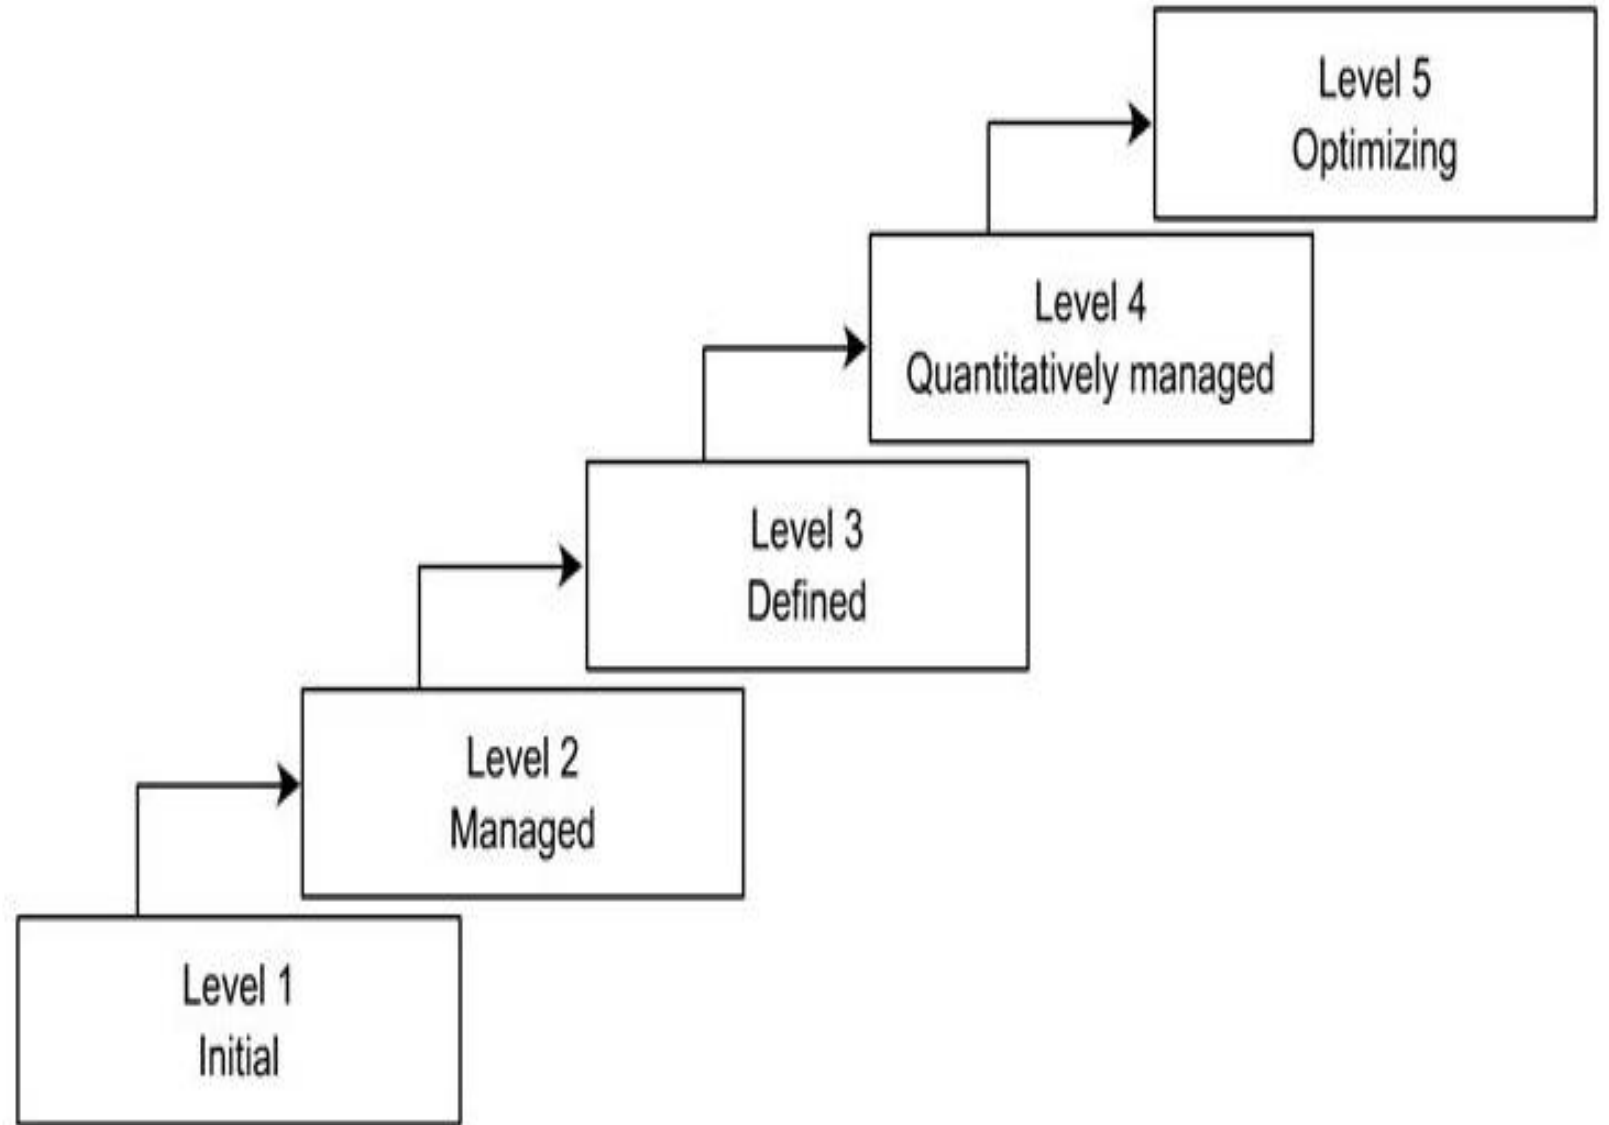 Level 5
Optimizing
Level 4
Quantitatively managed
Level 3
Defined
Level 2
Managed
Level 1
Initial